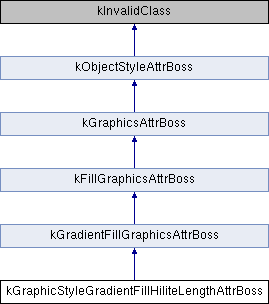 kInvalidClass
kObjectStyleAttrBoss
kGraphicsAttrBoss
kFillGraphicsAttrBoss
kGradientFillGraphicsAttrBoss
kGraphicStyleGradientFillHiliteLengthAttrBoss